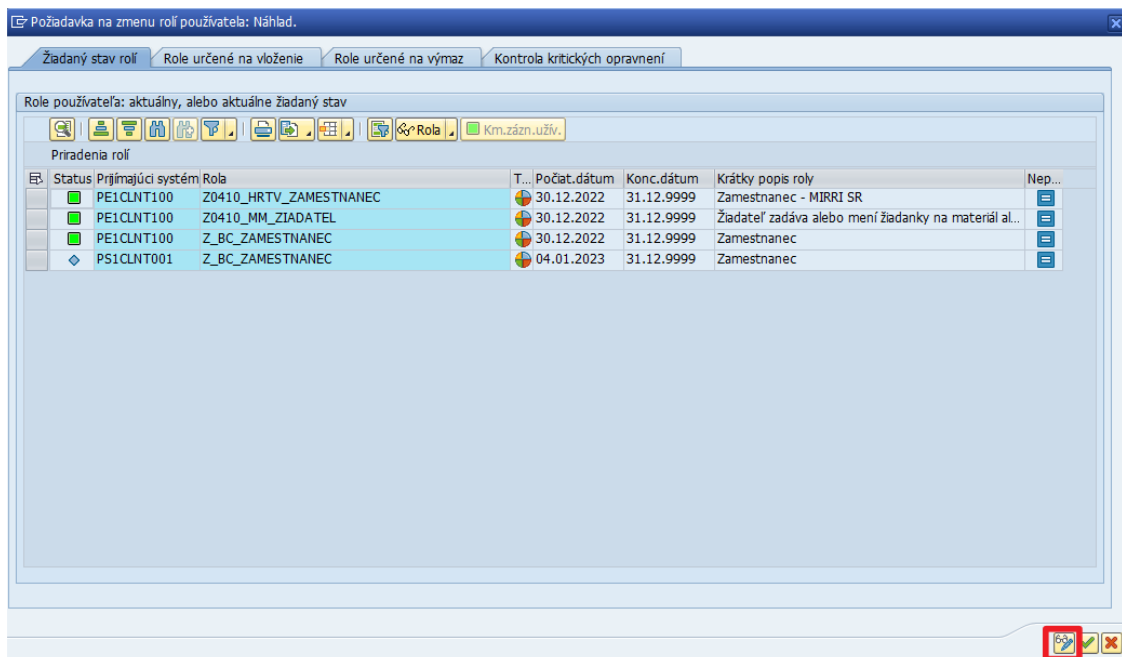 Požiadavka na zmenu rolí používateľa: Náhlad.
Žiadaný stav rolí Role určené na vloženie Role určené na výmaz Kontrola kritických opravnení
Role používateľa: aktuálny, alebo aktuálne žiadaný stav
Rola Km.zázn.užív.
Priradenia rolí
Status Prijímajúci systém Rola T... Počiat.dátum Konc.dátum Krátky popis roly Nep...
PE1CLNT100 Z0410_HRTV_ZAMESTNANEC 30.12.2022 31.12.9999 Zamestnanec - MIRRI SR
PE1CLNT100 Z0410_MM_ZIADATEL 30.12.2022 31.12.9999 Žiadateľ zadáva alebo mení žiadanky na materiál al...
PE1CLNT100 Z_BC_ZAMESTNANEC 30.12.2022 31.12.9999 Zamestnanec
PS1CLNT001 Z_BC_ZAMESTNANEC 04.01.2023 31.12.9999 Zamestnanec